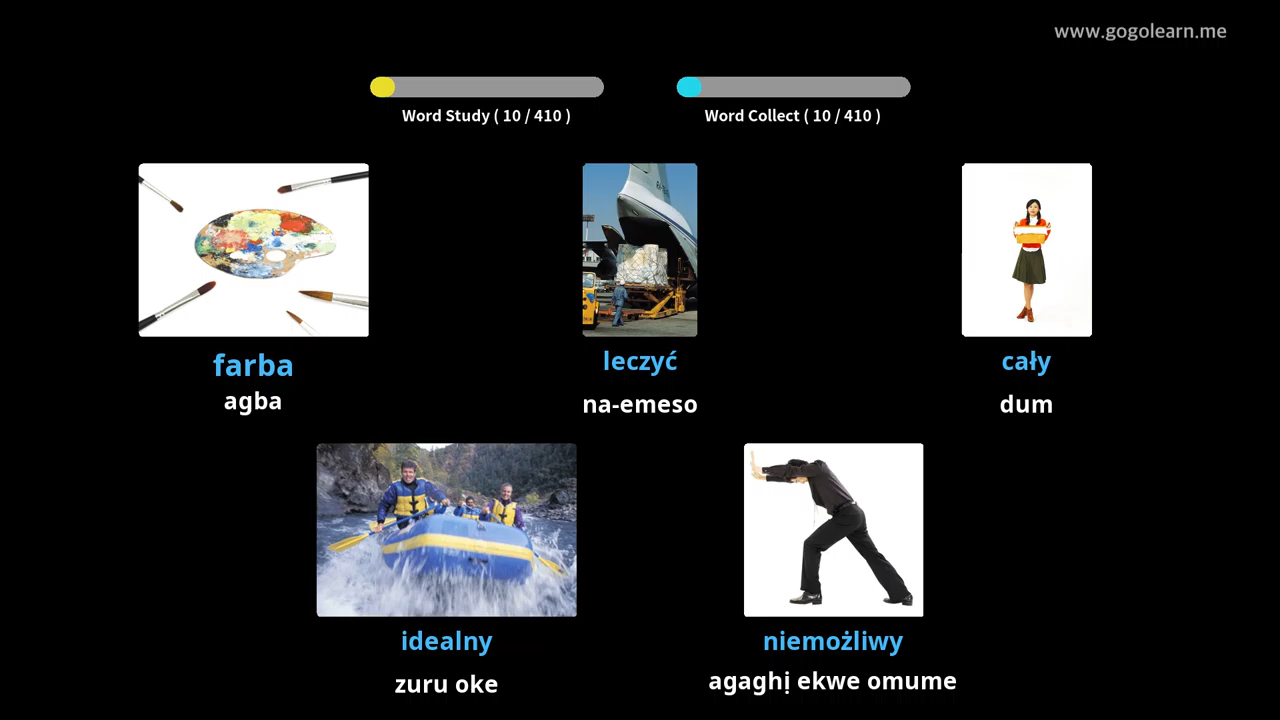 www.gogolearn.me
Word Study ( 10 / 410 )
Word Collect ( 10 / 410 )
farba
agba
leczyć
na-emeso
cały
dum
idealny
zuru oke
niemożliwy
agaghị ekwe omume